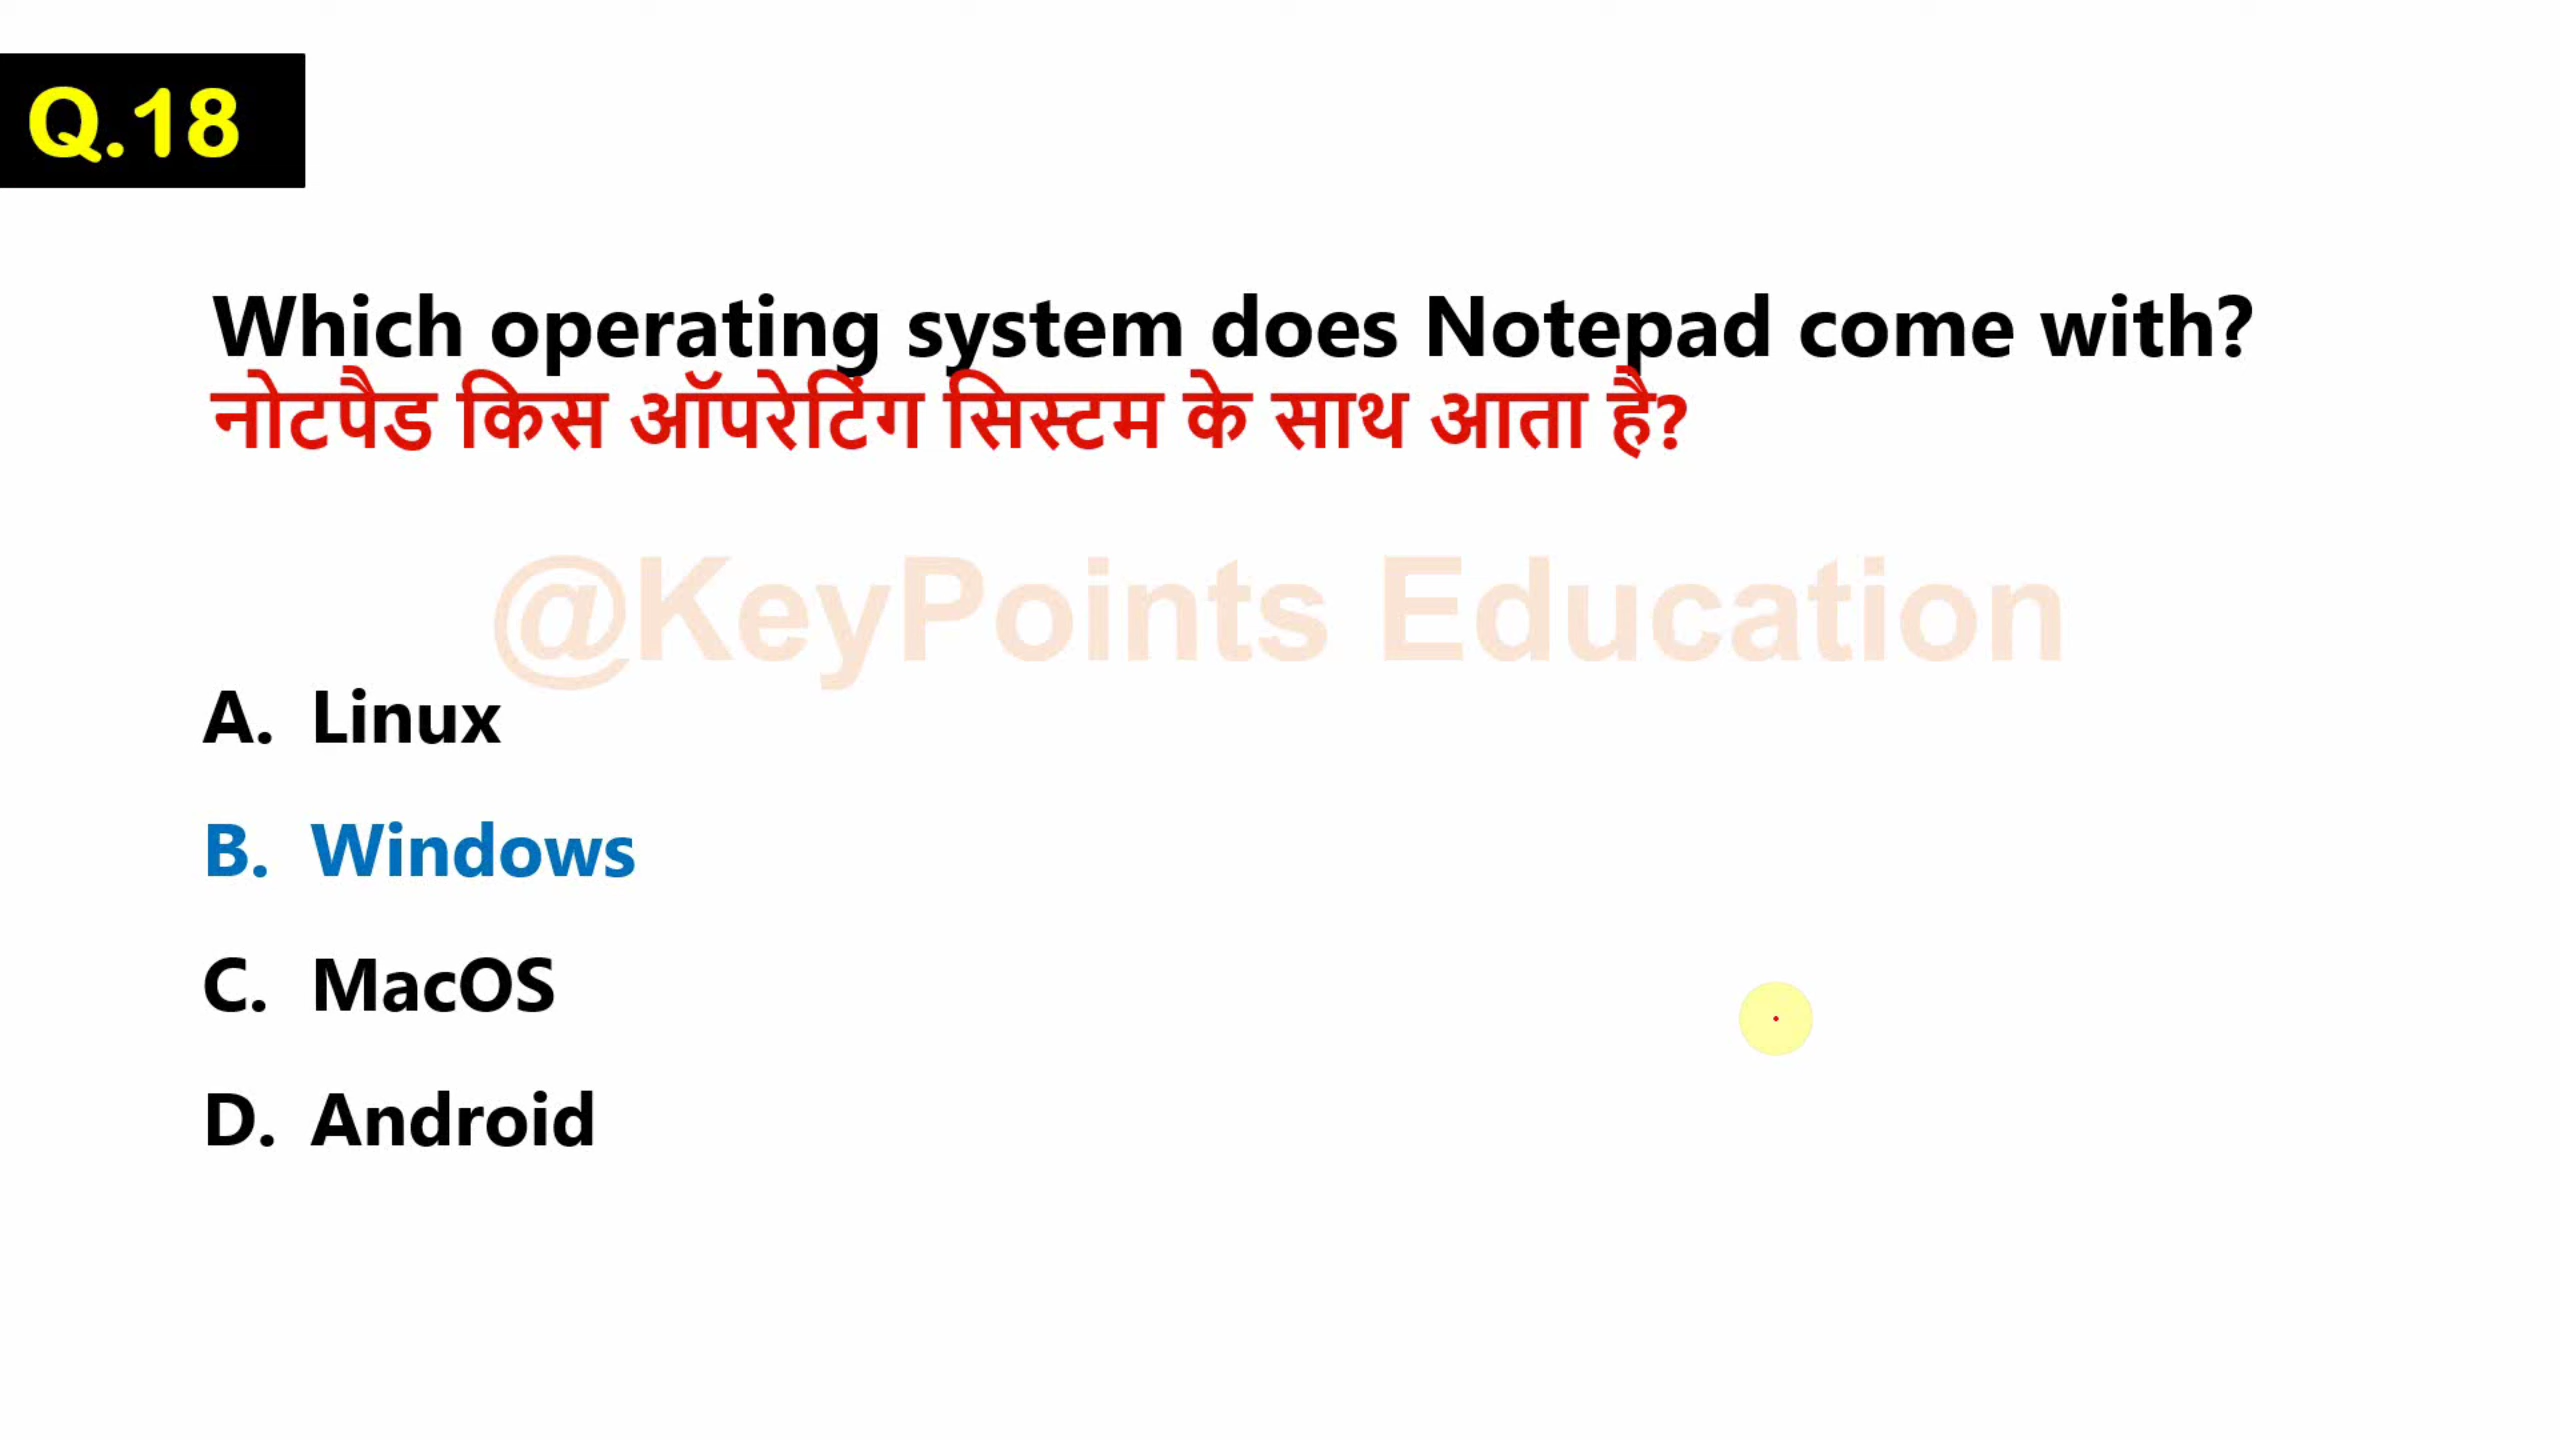 Q.18
Which operating system does Notepad come with?
नोटपैड किस ऑपरेटिंग सिस्टम के साथ आता है?
@KeyPoints Education
A. Linux
B. Windows
C. MacOS
D. Android